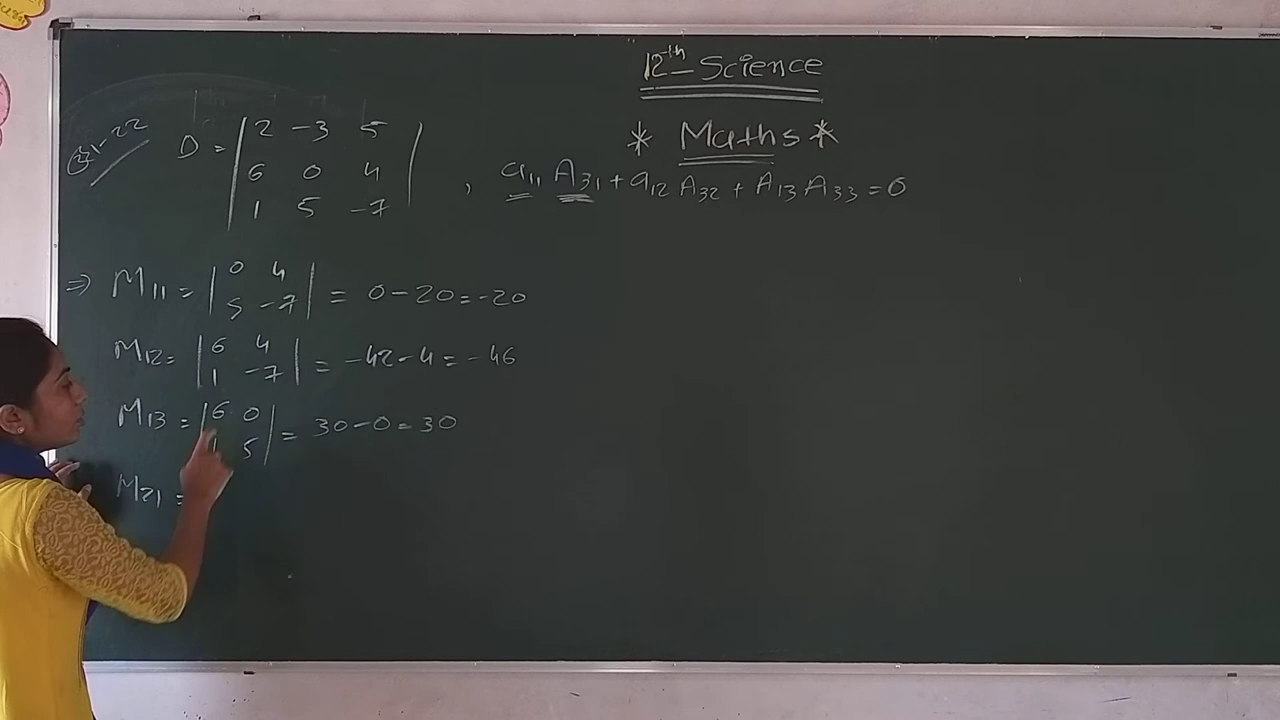 12th Science
* Maths *
D = | 2 -3 5 |
| 6 0 4 |
| 1 5 -7 |
, a11 A31 + a12 A32 + A13 A33 = 0
⇒ M11 = | 0 4 |
| 5 -7 | = 0 - 20 = -20
M12 = | 6 4 |
| 1 -7 | = -42 - 4 = -46
M13 = | 6 0 |
| 1 5 | = 30 - 0 = 30
M21 =